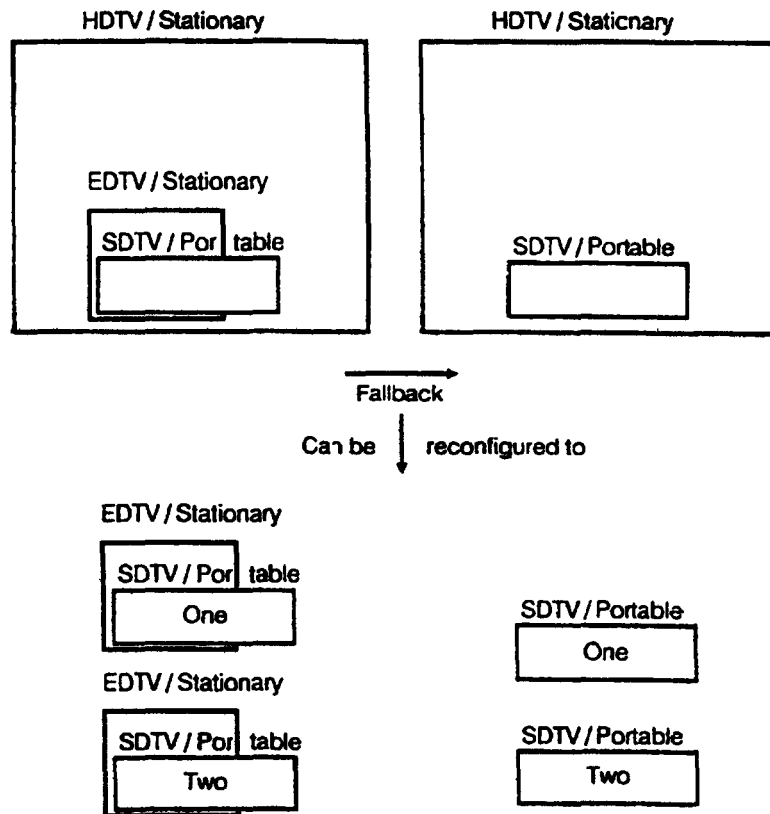 HDTV / Stationary
HDTV / Staticnary
EDTV / Stationary
SDTV / Por table
SDTV / Portable
Fallback
Can be reconfigured to
EDTV / Stationary
SDTV / Por table
One
SDTV / Portable
One
EDTV / Stationary
SDTV / Por table
Two
SDTV / Portable
Two